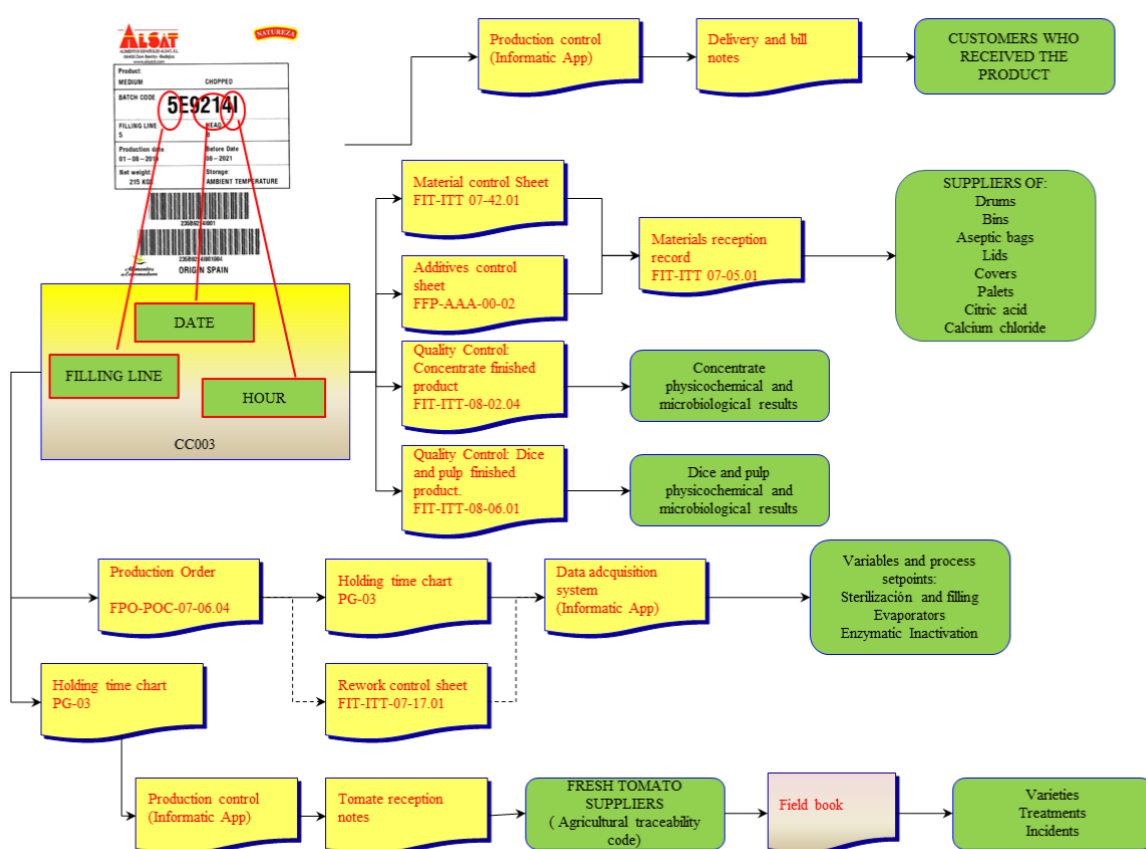 ALSAT
NATUREZA
Product
MEDIUM CHOPPED
BATCH CODE
5E9214I
FILLING LINE HEAD
5
Production date Before Date
08-2021
Net weight: Storage:
215 KGS AMBIENT TEMPERATURE
ORIGIN SPAIN
Production control
(Informatic App)
Delivery and bill
notes
CUSTOMERS WHO
RECEIVED THE
PRODUCT
Material control Sheet
FIT-ITT 07-42.01
Additives control
sheet
FFP-AAA-00-02
Materials reception
record
FIT-ITT 07-05.01
SUPPLIERS OF:
Drums
Bins
Aseptic bags
Lids
Covers
Palets
Citric acid
Calcium chloride
DATE
FILLING LINE
HOUR
CC003
Quality Control:
Concentrate finished
product
FIT-ITT-08-02.04
Concentrate
physicochemical and
microbiological results
Quality Control: Dice
and pulp finished
product.
FIT-ITT-08-06.01
Dice and pulp
physicochemical and
microbiological results
Production Order
FPO-POC-07-06.04
Holding time chart
PG-03
Data adcquisition
system
(Informatic App)
Variables and process
setpoints:
Sterilización and filling
Evaporators
Enzymatic Inactivation
Rework control sheet
FIT-ITT-07-17.01
Holding time chart
PG-03
Production control
(Informatic App)
Tomate reception
notes
FRESH TOMATO
SUPPLIERS
( Agricultural traceability
code)
Field book
Varieties
Treatments
Incidents